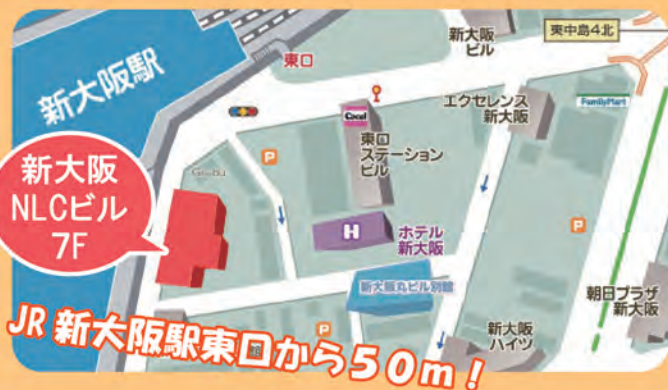 新大阪駅
東口
新大阪
ビル
東中島4北
エクセレンス
新大阪
FamilyMart
Cocol
東口
ステーション
ビル
P
新大阪
NLCビル
7F
H
ホテル
新大阪
P
新大阪丸ビル別館
朝日プラザ
新大阪
新大阪
ハイツ
P
館
JR 新大阪駅東口から50m!